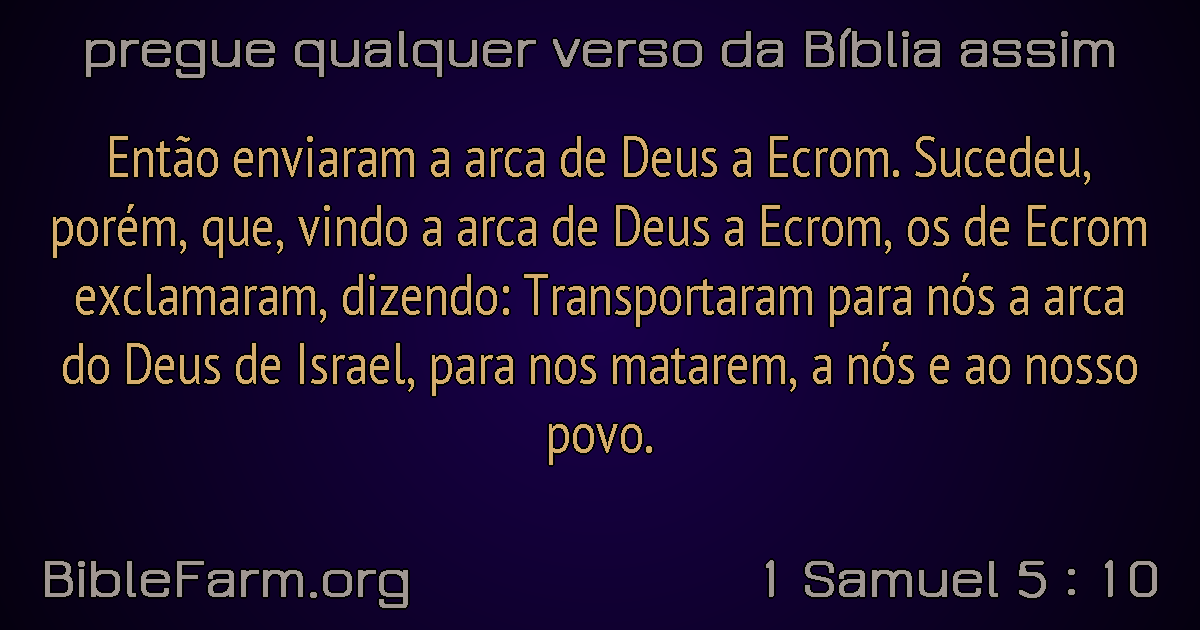 pregue qualquer verso da Bíblia assim
Então enviaram a arca de Deus a Ecrom. Sucedeu,
porém, que, vindo a arca de Deus a Ecrom, os de Ecrom
exclamaram, dizendo: Transportaram para nós a arca
do Deus de Israel, para nos matarem, a nós e ao nosso
povo.
BibleFarm.org
1 Samuel 5 : 10